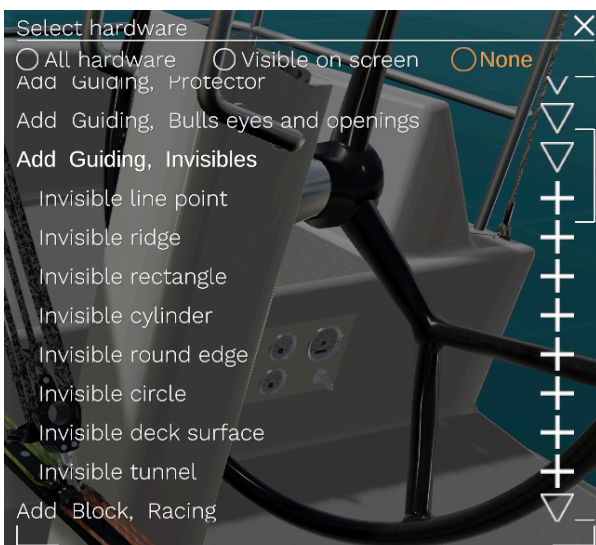 Select hardware
All hardware Visible on screen None
Add Guiding, Protector
Add Guiding, Bulls eyes and openings
Add Guiding, Invisibles
Invisible line point
Invisible ridge
Invisible rectangle
Invisible cylinder
Invisible round edge
Invisible circle
Invisible deck surface
Invisible tunnel
Add Block, Racing